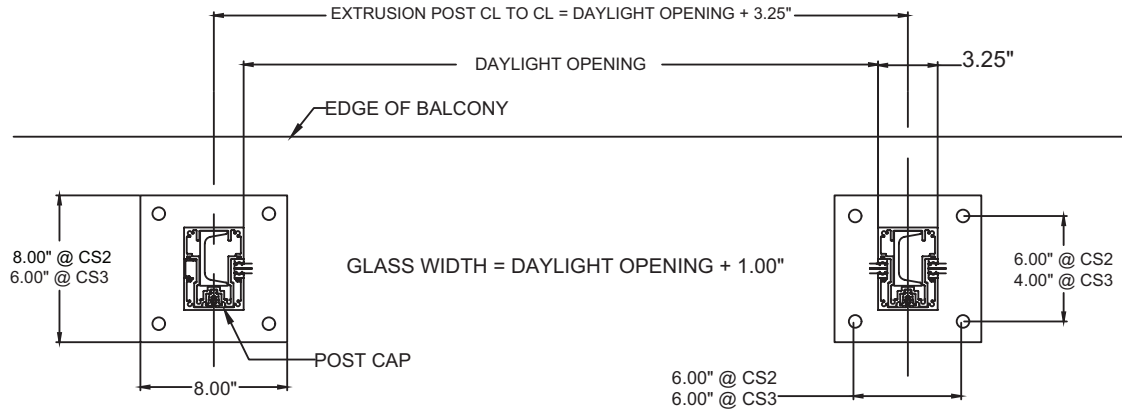 EXTRUSION POST CL TO CL = DAYLIGHT OPENING + 3.25"
DAYLIGHT OPENING
3.25"
EDGE OF BALCONY
8.00" @ CS2
6.00" @ CS3
GLASS WIDTH = DAYLIGHT OPENING + 1.00"
6.00" @ CS2
4.00" @ CS3
POST CAP
8.00"
6.00" @ CS2
6.00" @ CS3